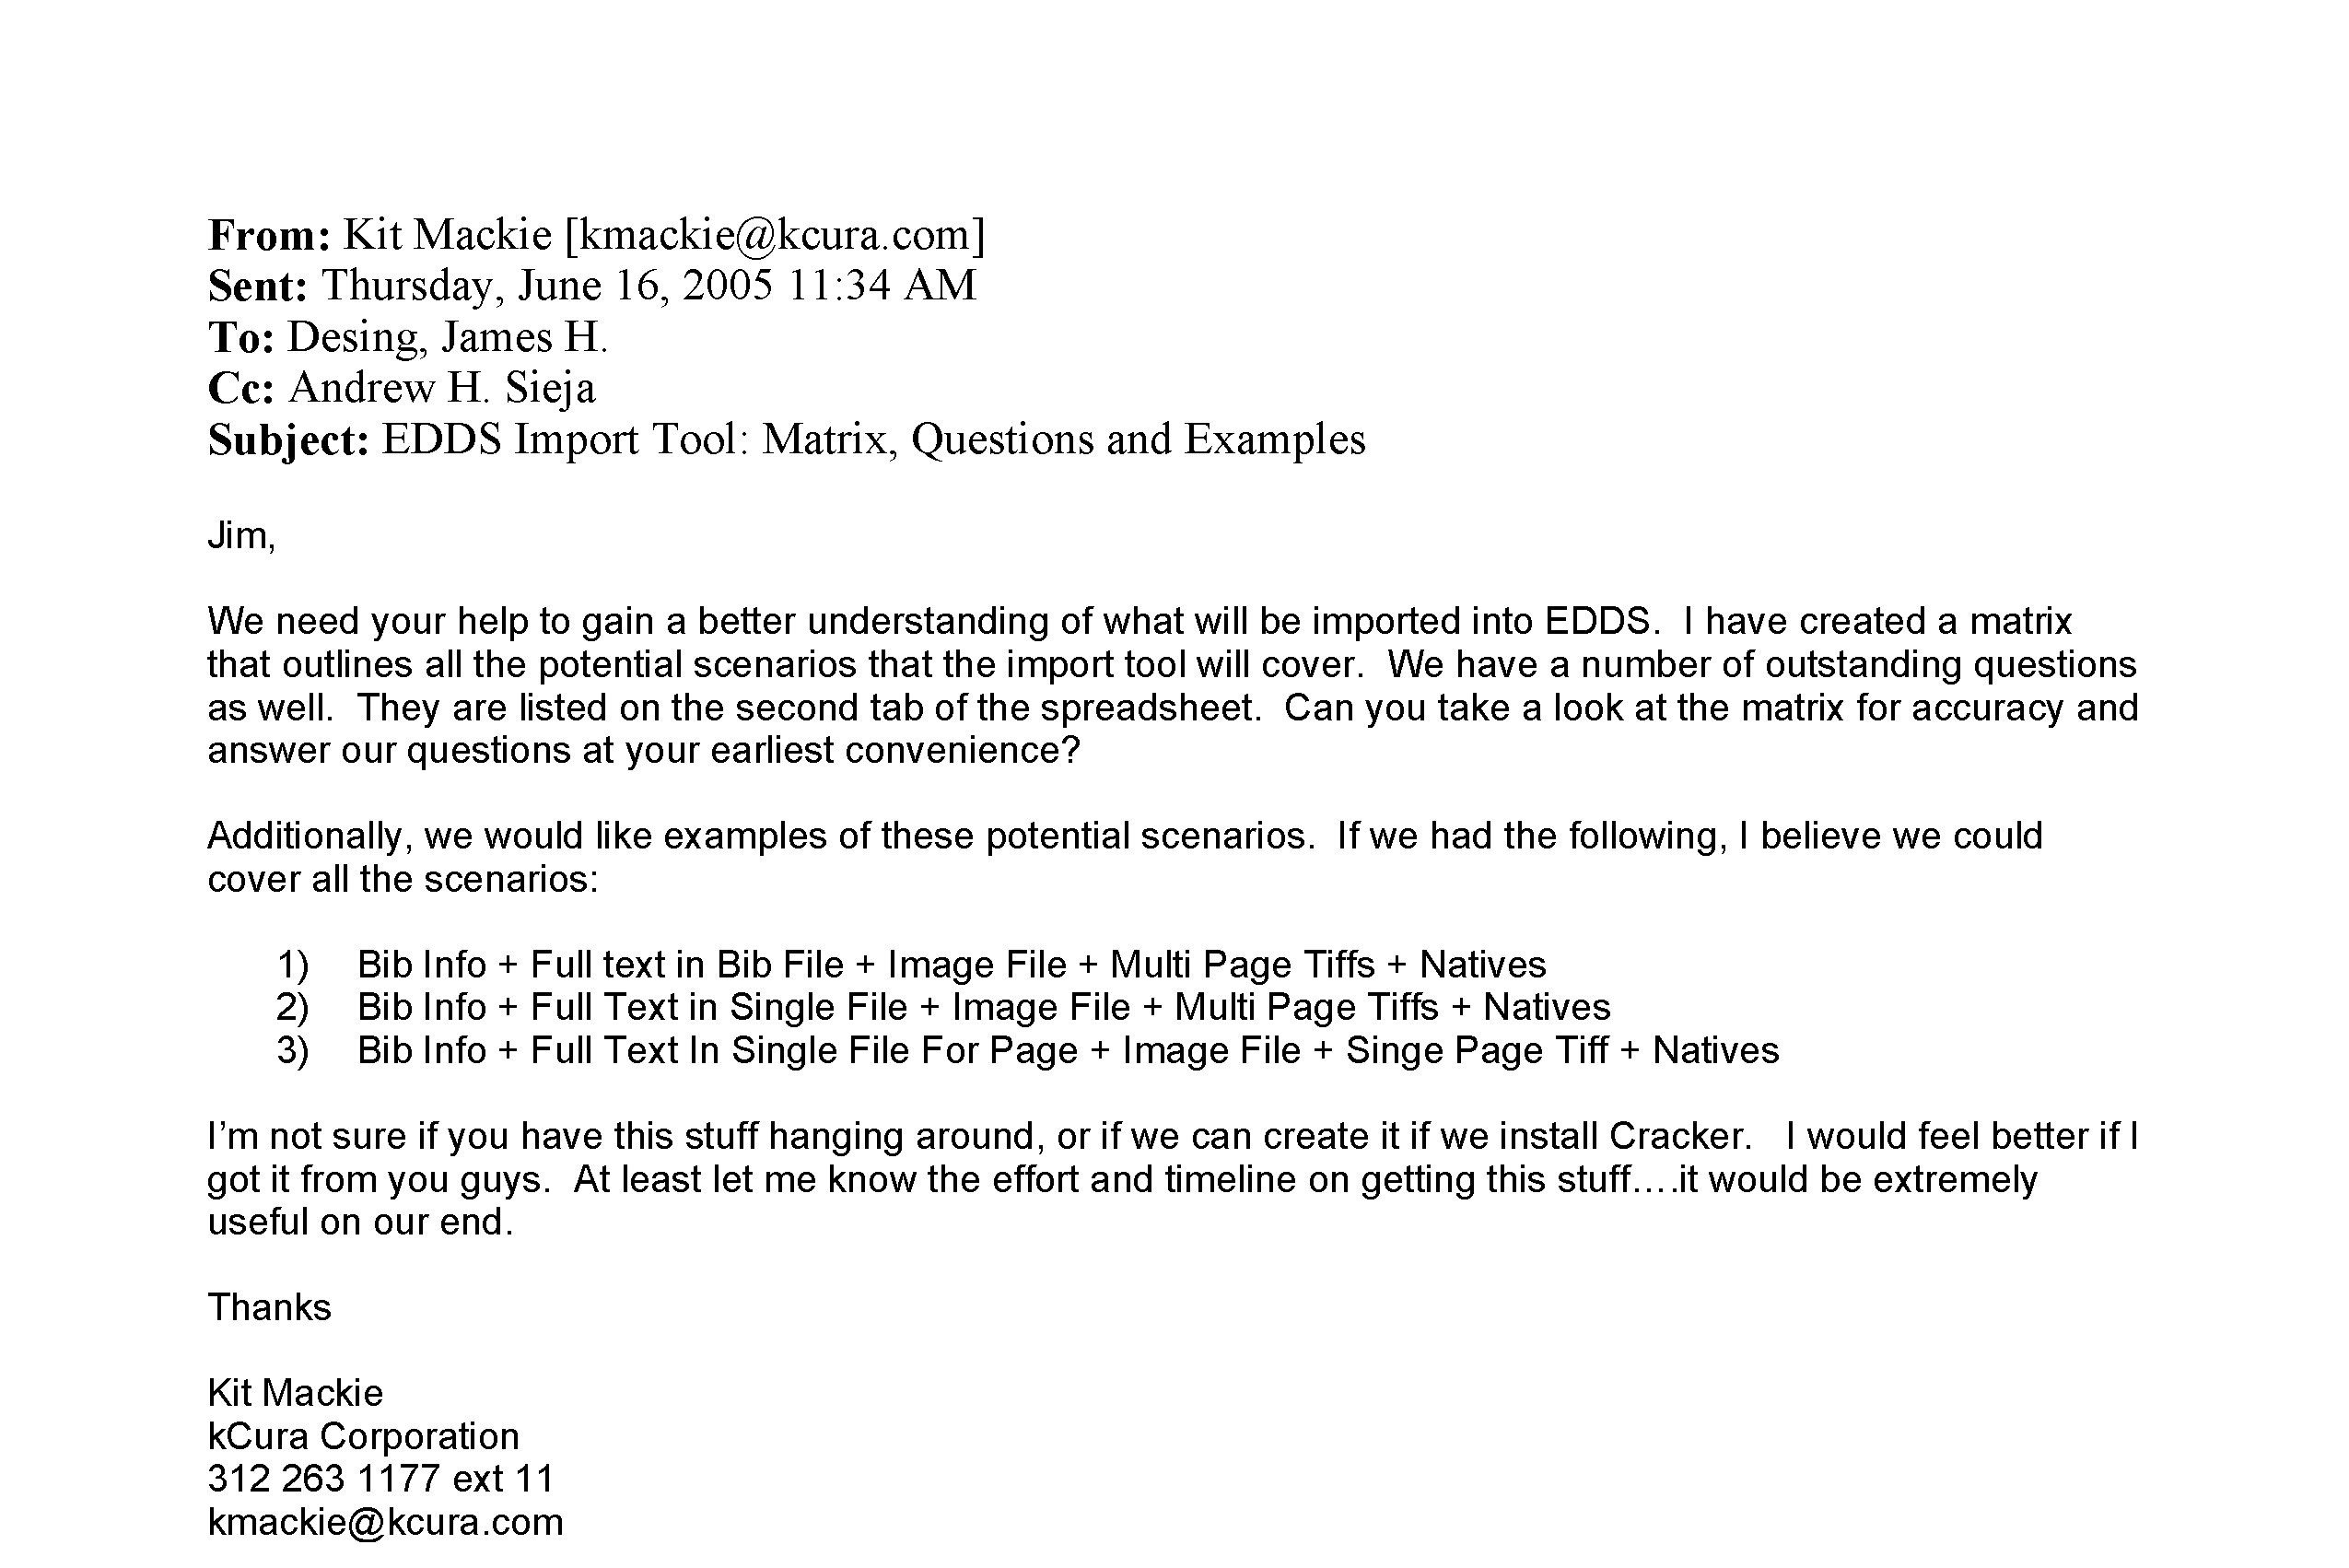 From: Kit Mackie [kmackie@kcura.com]
Sent: Thursday, June 16, 2005 11:34 AM
To: Desing, James H.
Cc: Andrew H. Sieja
Subject: EDDS Import Tool: Matrix, Questions and Examples
Jim,
We need your help to gain a better understanding of what will be imported into EDDS.  I have created a matrix
that outlines all the potential scenarios that the import tool will cover.  We have a number of outstanding questions
as well.  They are listed on the second tab of the spreadsheet.  Can you take a look at the matrix for accuracy and
answer our questions at your earliest convenience?
Additionally, we would like examples of these potential scenarios.  If we had the following, I believe we could
cover all the scenarios:
1) Bib Info + Full text in Bib File + Image File + Multi Page Tiffs + Natives
2) Bib Info + Full Text in Single File + Image File + Multi Page Tiffs + Natives
3) Bib Info + Full Text In Single File For Page + Image File + Singe Page Tiff + Natives
I’m not sure if you have this stuff hanging around, or if we can create it if we install Cracker.   I would feel better if I
got it from you guys.  At least let me know the effort and timeline on getting this stuff….it would be extremely
useful on our end.
Thanks
Kit Mackie
kCura Corporation
312 263 1177 ext 11
kmackie@kcura.com